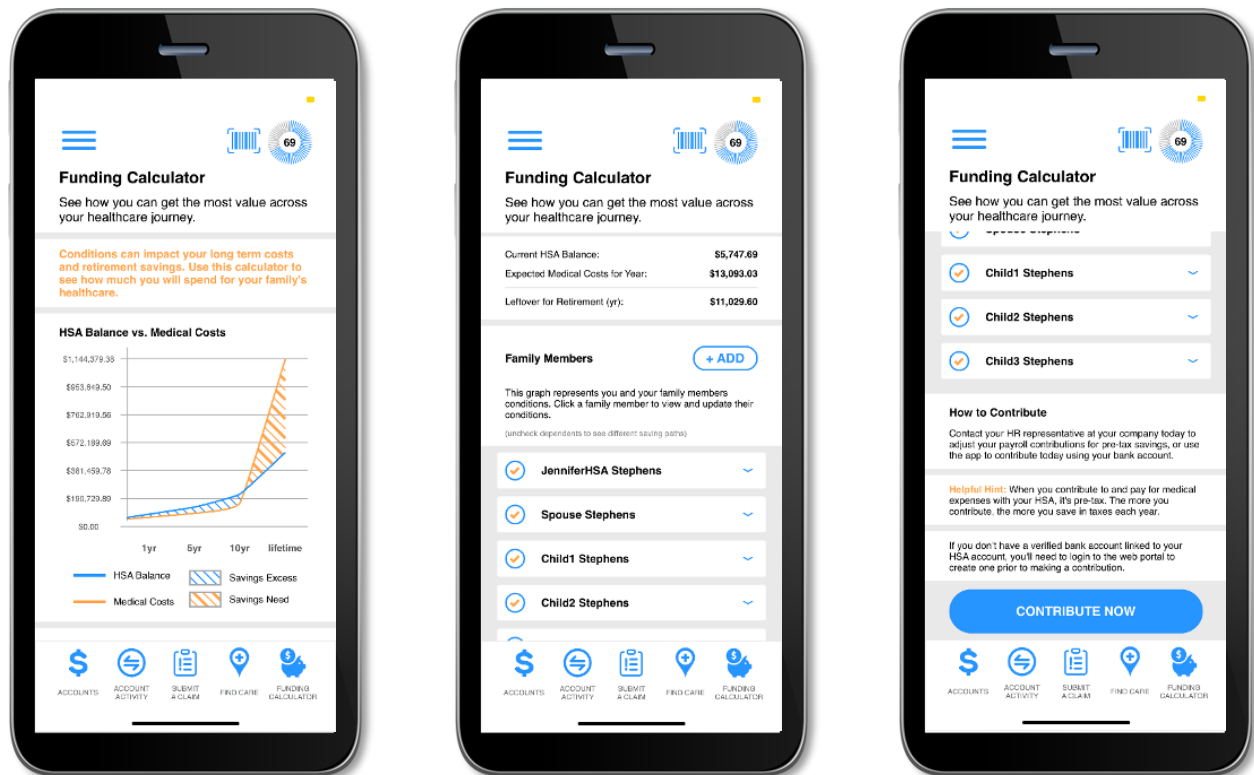 69
Funding Calculator
See how you can get the most value across
your healthcare journey.
Conditions can impact your long term costs
and retirement savings. Use this calculator to
see how much you will spend for your family's
healthcare.
HSA Balance vs. Medical Costs
$1,144,379.38
$953,649.50
$762,919.56
$572,189.69
$381,459.78
$190,729.89
$0.00
1yr 5yr 10yr lifetime
HSA Balance Savings Excess
Medical Costs Savings Need
$
$
ACCOUNTS
ACCOUNT
ACTIVITY
SUBMIT
A CLAIM
FIND CARE
FUNDING
CALCULATOR
69
Funding Calculator
See how you can get the most value across
your healthcare journey.
Current HSA Balance: $5,747.69
Expected Medical Costs for Year: $13,093.03
Leftover for Retirement (yr): $11,029.60
Family Members + ADD
This graph represents you and your family members
conditions. Click a family member to view and update their
conditions.
(uncheck dependents to see different saving paths)
JenniferHSA Stephens
Spouse Stephens
Child1 Stephens
Child2 Stephens
$
$
ACCOUNTS
ACCOUNT
ACTIVITY
SUBMIT
A CLAIM
FIND CARE
FUNDING
CALCULATOR
69
Funding Calculator
See how you can get the most value across
your healthcare journey.
Spouse Stephens
Child1 Stephens
Child2 Stephens
Child3 Stephens
How to Contribute
Contact your HR representative at your company today to
adjust your payroll contributions for pre-tax savings, or use
the app to contribute today using your bank account.
Helpful Hint: When you contribute to and pay for medical
expenses with your HSA, it's pre-tax. The more you
contribute, the more you save in taxes each year.
If you don't have a verified bank account linked to your
HSA account, you'll need to login to the web portal to
create one prior to making a contribution.
CONTRIBUTE NOW
$
$
ACCOUNTS
ACCOUNT
ACTIVITY
SUBMIT
A CLAIM
FIND CARE
FUNDING
CALCULATOR